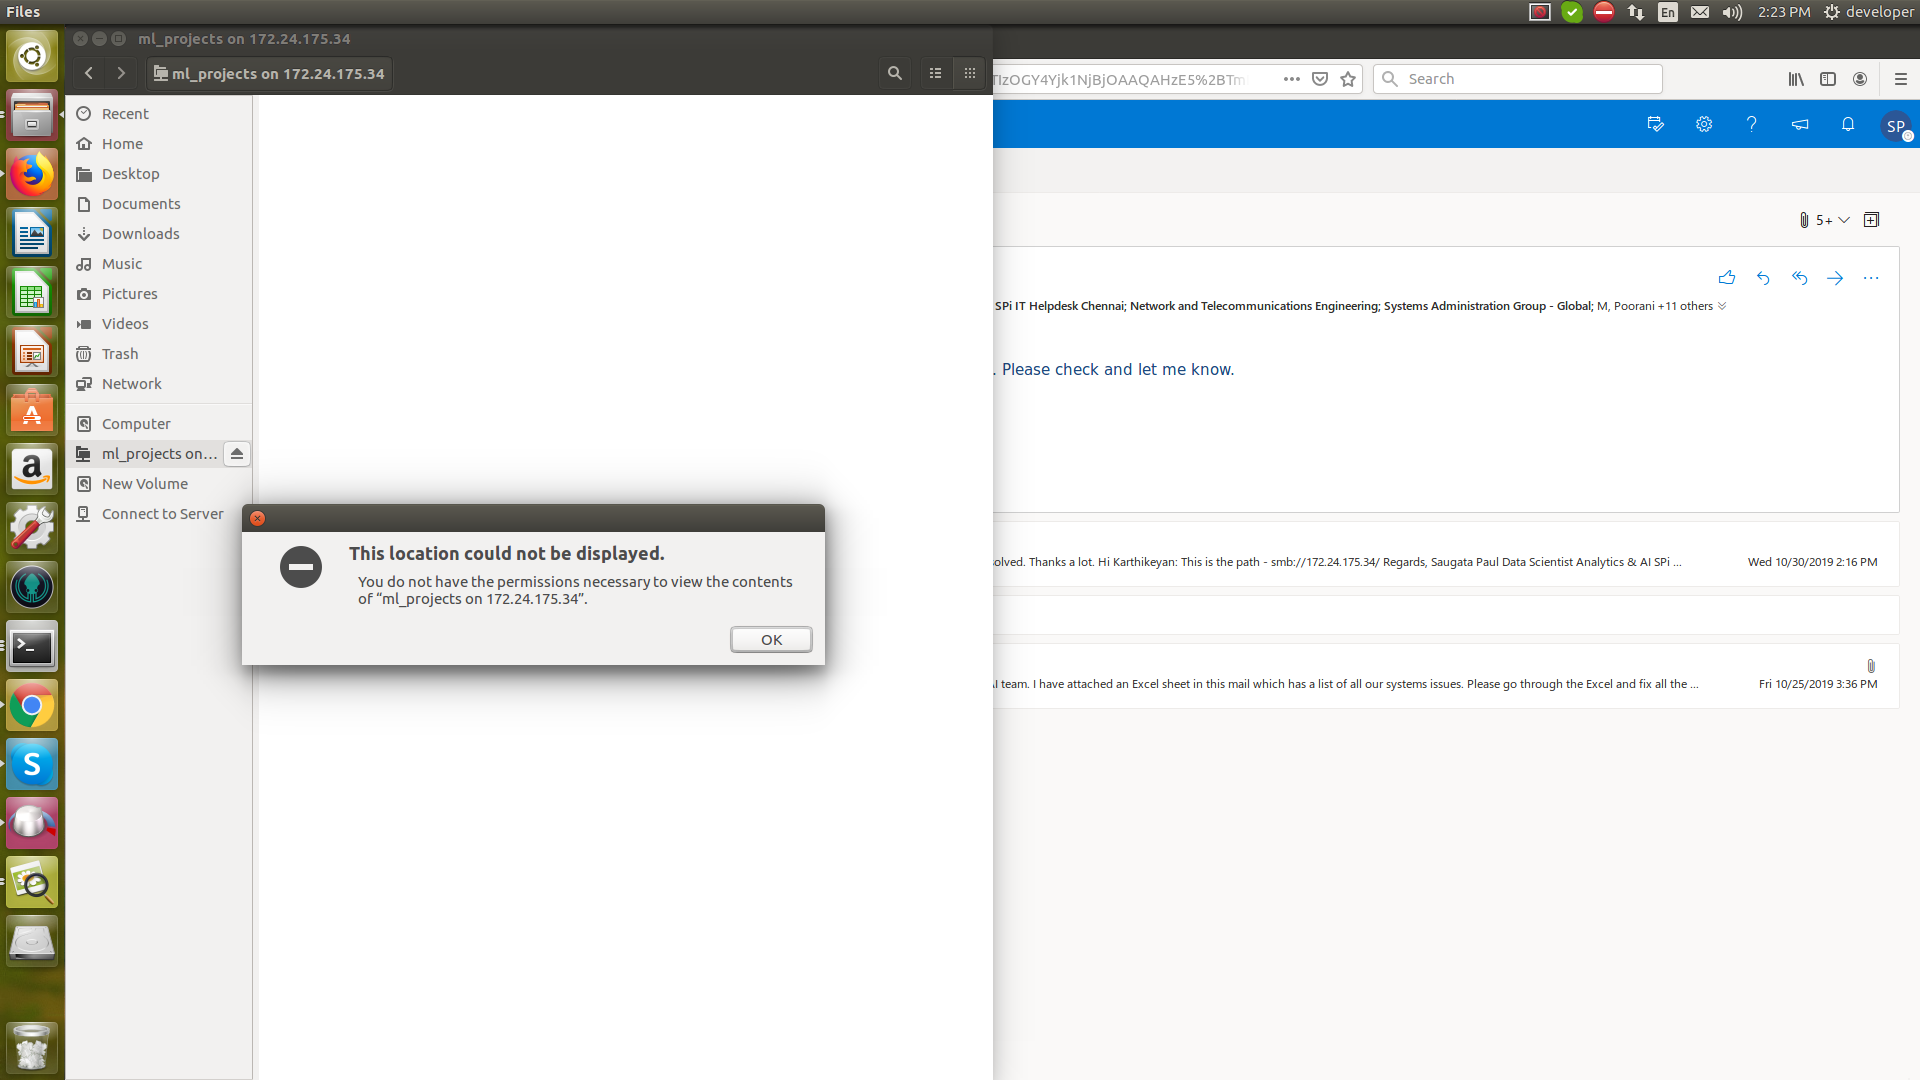 Files
En
2:23 PM
developer
ml_projects on 172.24.175.34
ml_projects on 172.24.175.34
Search
SP
Recent
Home
Desktop
Documents
Downloads
Music
Pictures
Videos
Trash
Network
Computer
ml_projects on...
New Volume
Connect to Server
5+
SPi IT Helpdesk Chennai; Network and Telecommunications Engineering; Systems Administration Group - Global; M, Poorani +11 others
. Please check and let me know.
This location could not be displayed.
You do not have the permissions necessary to view the contents
of “ml_projects on 172.24.175.34”.
OK
olved. Thanks a lot. Hi Karthikeyan: This is the path - smb://172.24.175.34/ Regards, Saugata Paul Data Scientist Analytics & AI SPi ...
Wed 10/30/2019 2:16 PM
I team. I have attached an Excel sheet in this mail which has a list of all our systems issues. Please go through the Excel and fix all the ...
Fri 10/25/2019 3:36 PM